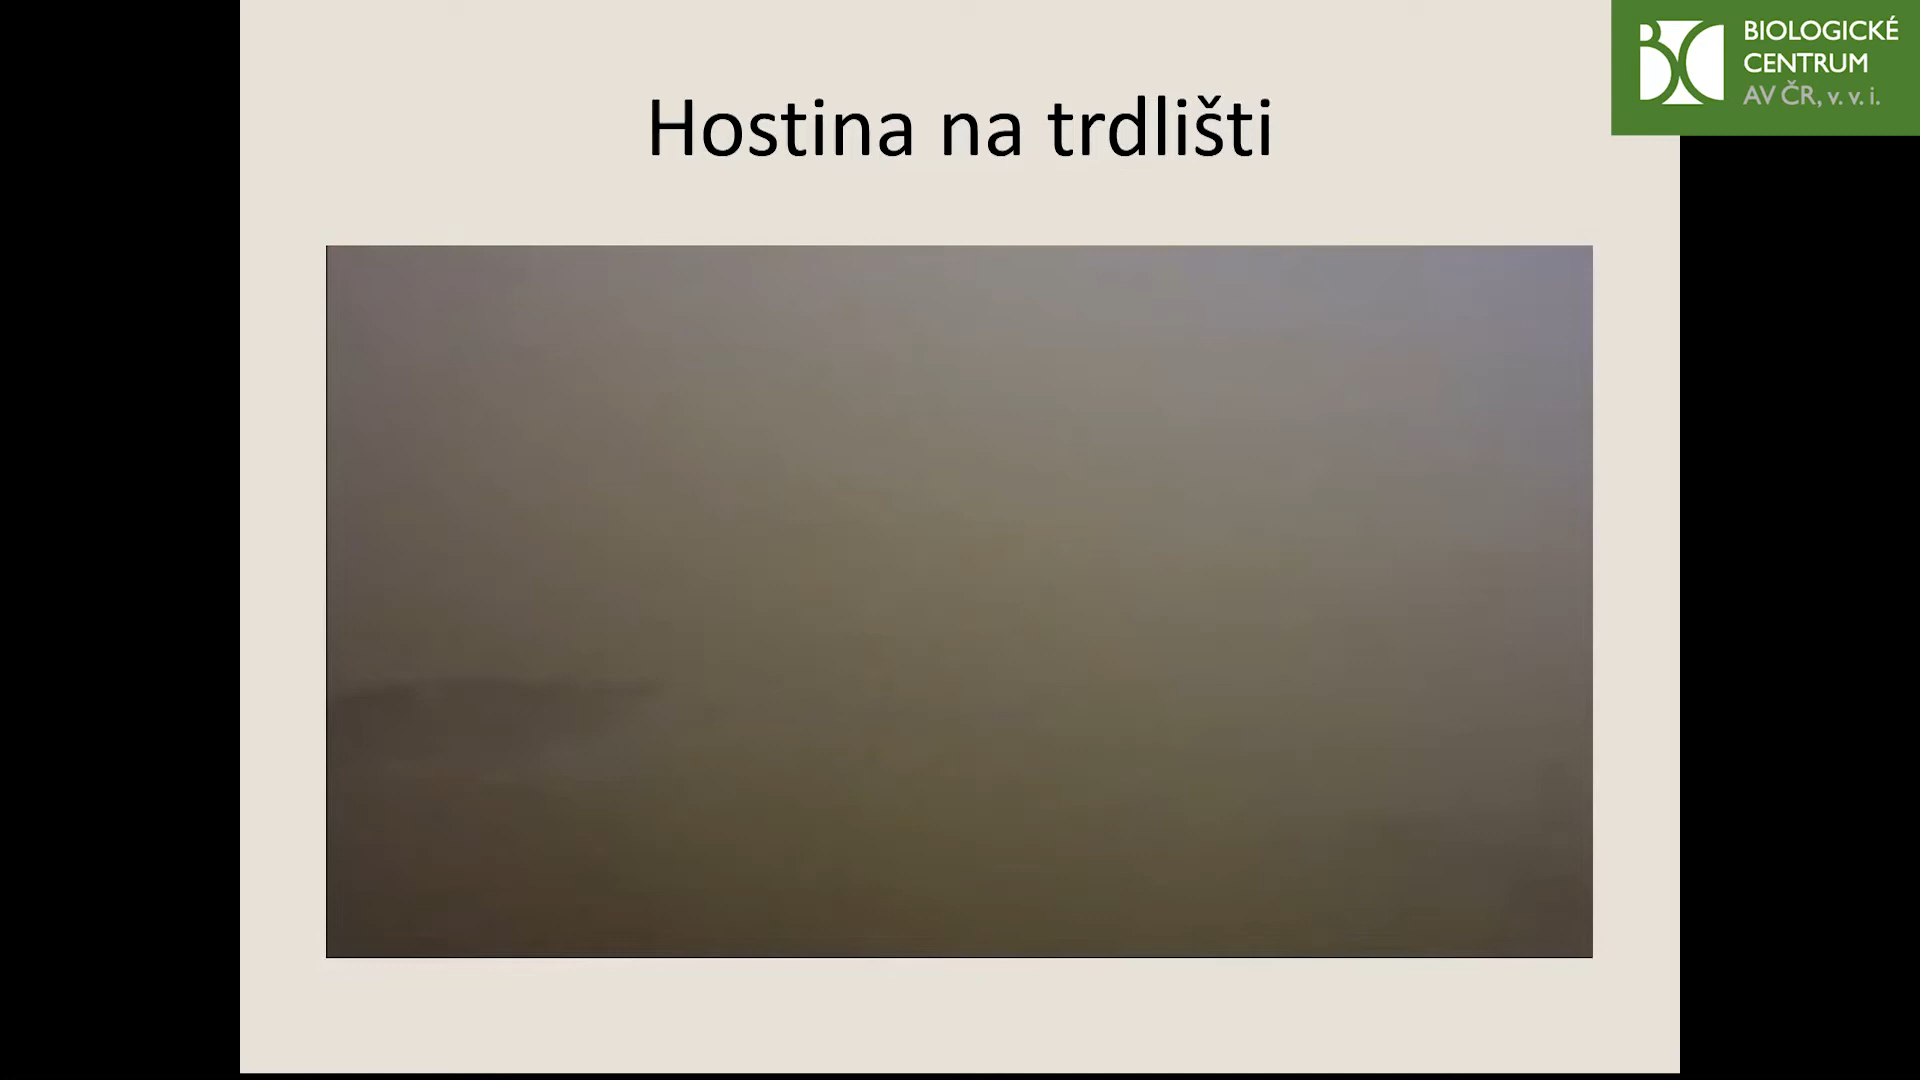 Hostina na trdlišti
BIOLOGICKÉ
CENTRUM
AV ČR, v. v. i.